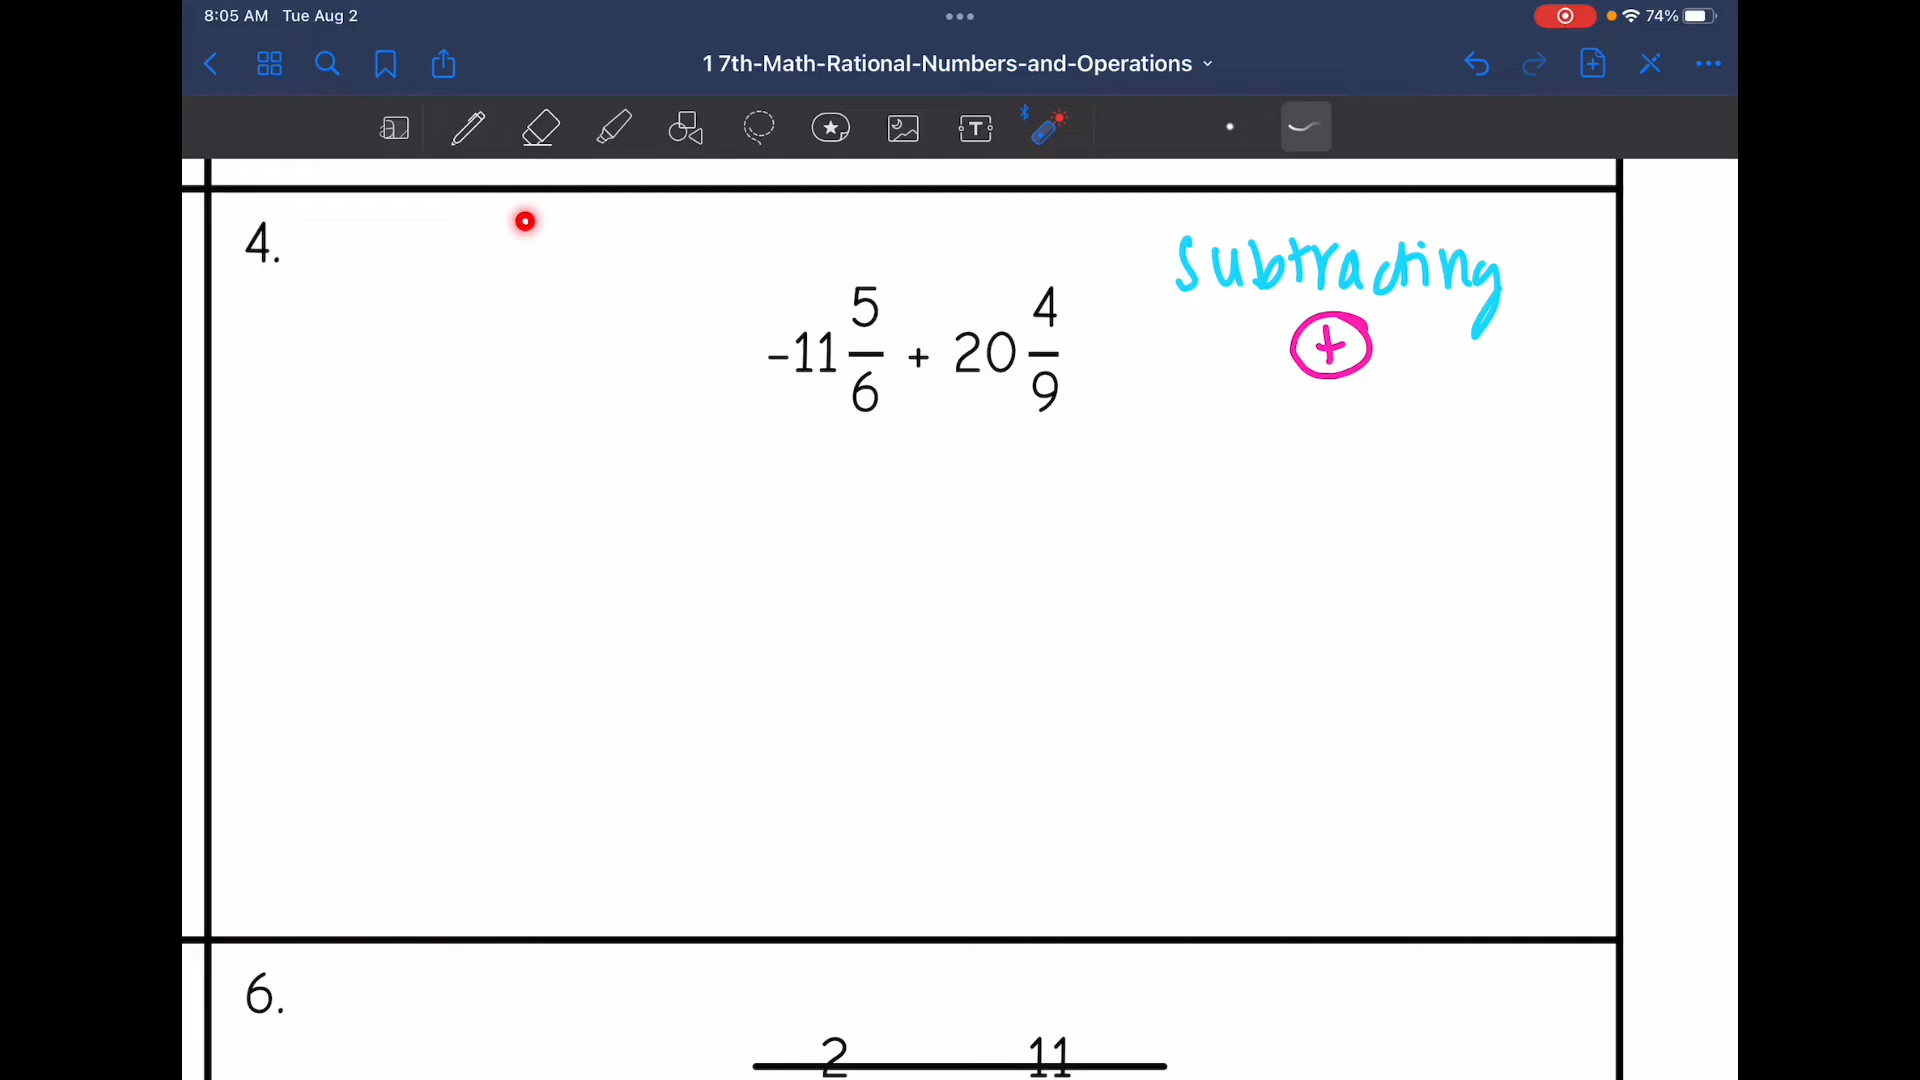 8:05 AM Tue Aug 2
74%
1 7th-Math-Rational-Numbers-and-Operations
4.
subtracting
+
-11 5/6 + 20 4/9
6.
2 11